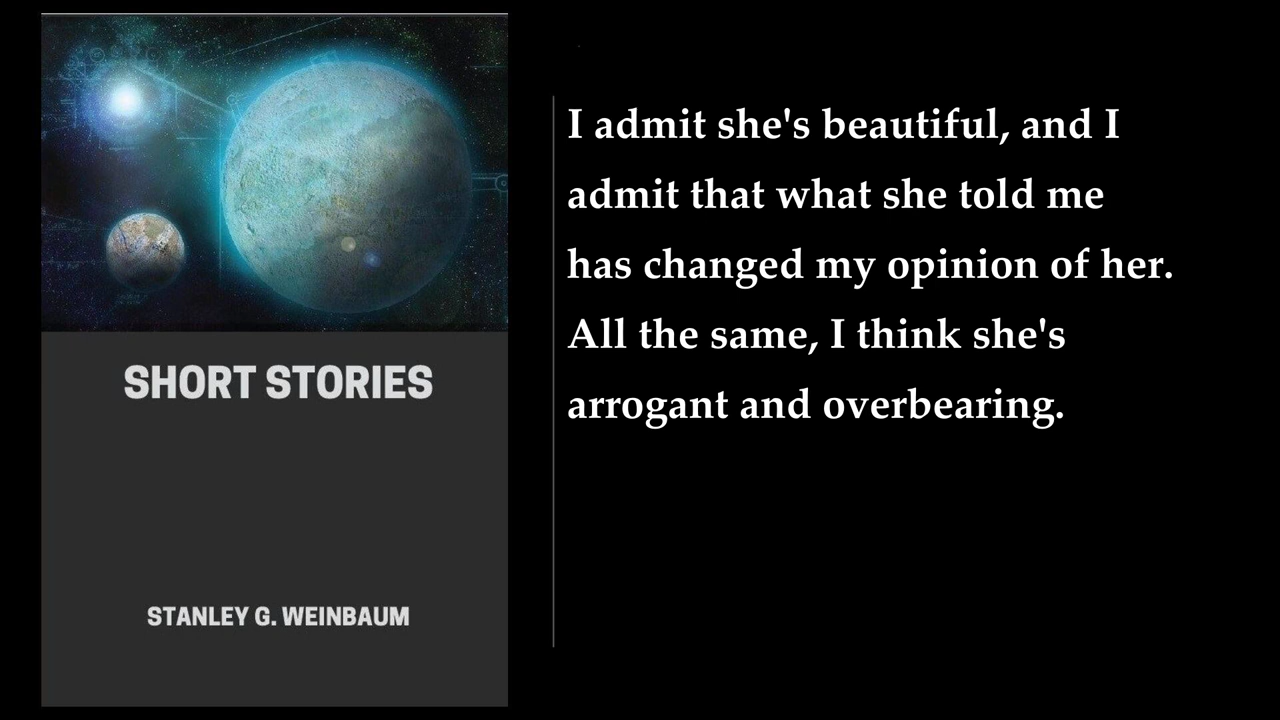 SHORT STORIES
STANLEY G. WEINBAUM
I admit she's beautiful, and I
admit that what she told me
has changed my opinion of her.
All the same, I think she's
arrogant and overbearing.